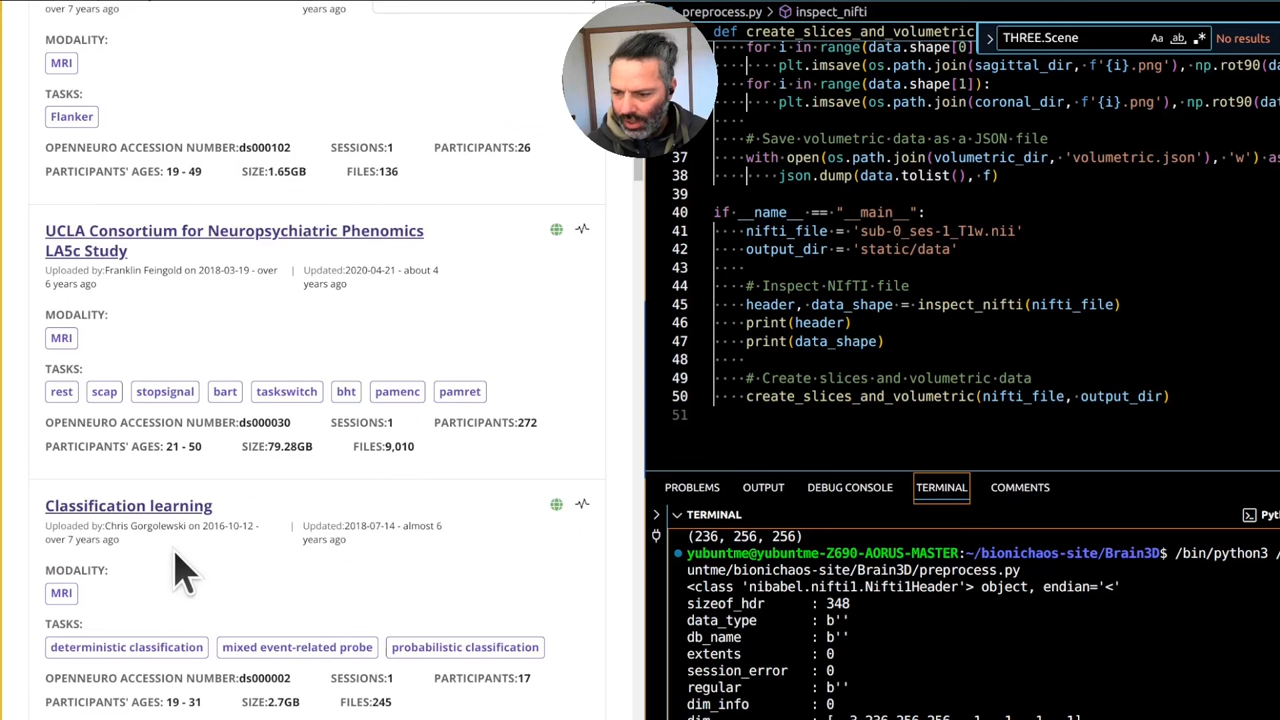 over 7 years ago
years ago
MODALITY:
MRI
TASKS:
Flanker
OPENNEURO ACCESSION NUMBER:ds000102 SESSIONS:1 PARTICIPANTS:26
PARTICIPANTS' AGES: 19 - 49 SIZE:1.65GB FILES:136
UCLA Consortium for Neuropsychiatric Phenomics
LA5c Study
Uploaded by:Franklin Feingold on 2018-03-19 - over | Updated:2020-04-21 - about 4
6 years ago years ago
MODALITY:
MRI
TASKS:
rest scap stopsignal bart taskswitch bht pamenc pamret
OPENNEURO ACCESSION NUMBER:ds000030 SESSIONS:1 PARTICIPANTS:272
PARTICIPANTS' AGES: 21 - 50 SIZE:79.28GB FILES:9,010
Classification learning
Uploaded by:Chris Gorgolewski on 2016-10-12 - | Updated:2018-07-14 - almost 6
over 7 years ago years ago
MODALITY:
MRI
TASKS:
deterministic classification mixed event-related probe probabilistic classification
OPENNEURO ACCESSION NUMBER:ds000002 SESSIONS:1 PARTICIPANTS:17
PARTICIPANTS' AGES: 19 - 31 SIZE:2.7GB FILES:245
preprocess.py > inspect_nifti
def create_slices_and_volumetric
THREE.Scene Aa ab .* No results
for i in range(data.shape[0]
plt.imsave(os.path.join(sagittal_dir, f'{i}.png'), np.rot90(da
for i in range(data.shape[1]):
plt.imsave(os.path.join(coronal_dir, f'{i}.png'), np.rot90(dat
# Save volumetric data as a JSON file
37 with open(os.path.join(volumetric_dir, 'volumetric.json'), 'w') as
38 json.dump(data.tolist(), f)
39
40 if __name__ == "__main__":
41 nifti_file = 'sub-0_ses-1_T1w.nii'
42 output_dir = 'static/data'
43
44 # Inspect NIfTI file
45 header, data_shape = inspect_nifti(nifti_file)
46 print(header)
47 print(data_shape)
48
49 # Create slices and volumetric data
50 create_slices_and_volumetric(nifti_file, output_dir)
51
PROBLEMS OUTPUT DEBUG CONSOLE TERMINAL COMMENTS
TERMINAL
(236, 256, 256)
yubuntme@yubuntme-Z690-AORUS-MASTER:~/bionichaos-site/Brain3D$ /bin/python3 /
untme/bionichaos-site/Brain3D/preprocess.py
<class 'nibabel.nifti1.Nifti1Header'> object, endian='<'
sizeof_hdr : 348
data_type : b''
db_name : b''
extents : 0
session_error : 0
regular : b''
dim_info : 0